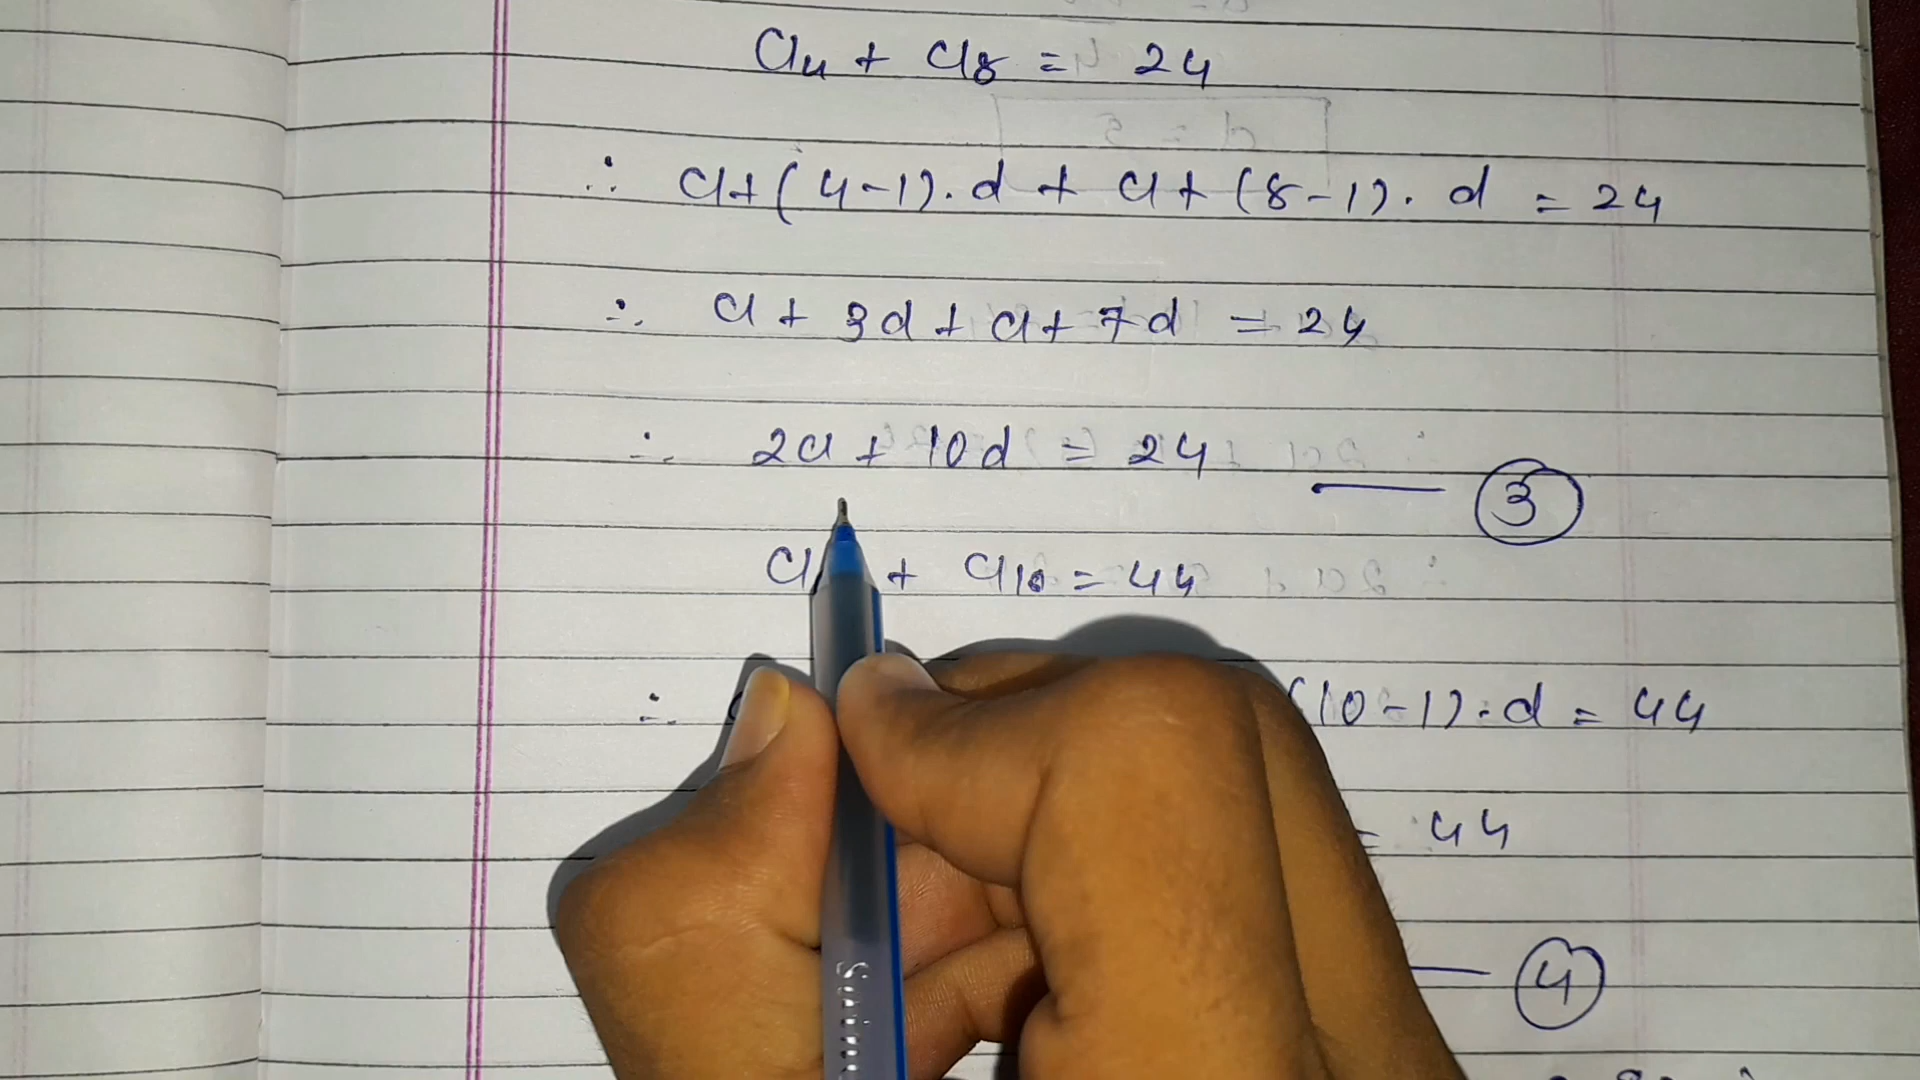 a₄ + a₈ = 24
∴ a+(4-1).d + a+(8-1).d = 24
∴ a + 3d + a + 7d = 24
∴ 2a + 10d = 24 — ③
a + a₁₀ = 44
∴ (10-1).d = 44
= 44
— ④